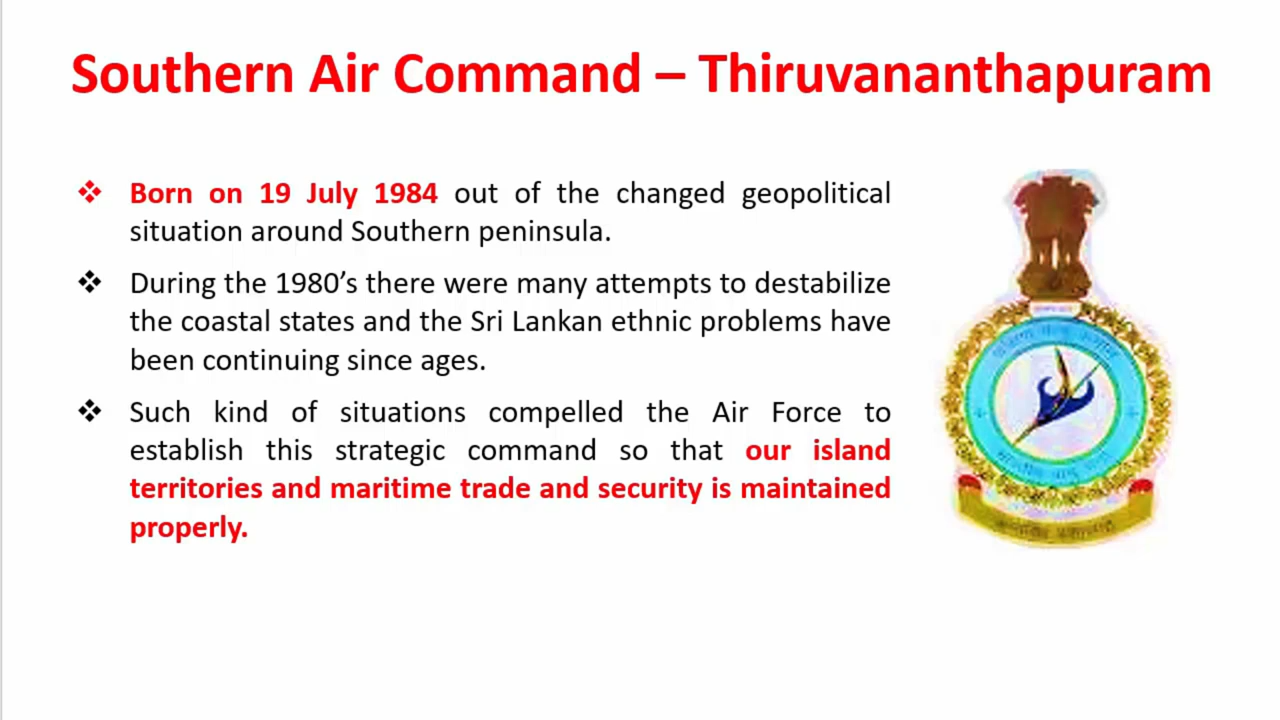 Southern Air Command – Thiruvananthapuram
❖ Born on 19 July 1984 out of the changed geopolitical
situation around Southern peninsula.
❖ During the 1980’s there were many attempts to destabilize
the coastal states and the Sri Lankan ethnic problems have
been continuing since ages.
❖ Such kind of situations compelled the Air Force to
establish this strategic command so that our island
territories and maritime trade and security is maintained
properly.